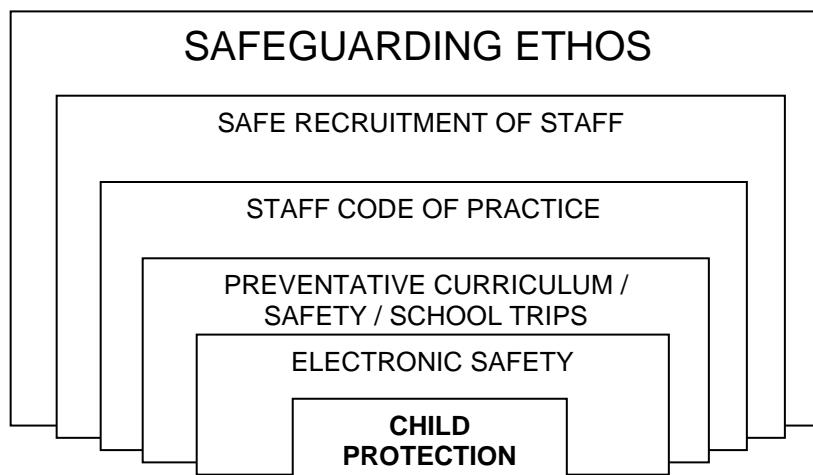 SAFEGUARDING ETHOS
SAFE RECRUITMENT OF STAFF
STAFF CODE OF PRACTICE
PREVENTATIVE CURRICULUM /
SAFETY / SCHOOL TRIPS
ELECTRONIC SAFETY
CHILD
PROTECTION